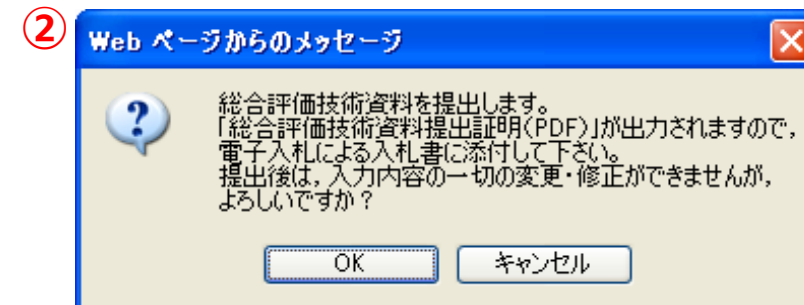 ②
Web ページからのメッセージ
総合評価技術資料を提出します。
「総合評価技術資料提出証明(PDF)」が出力されますので,
電子入札による入札書に添付して下さい。
提出後は,入力内容の一切の変更・修正ができませんが,
よろしいですか？
OK
キャンセル